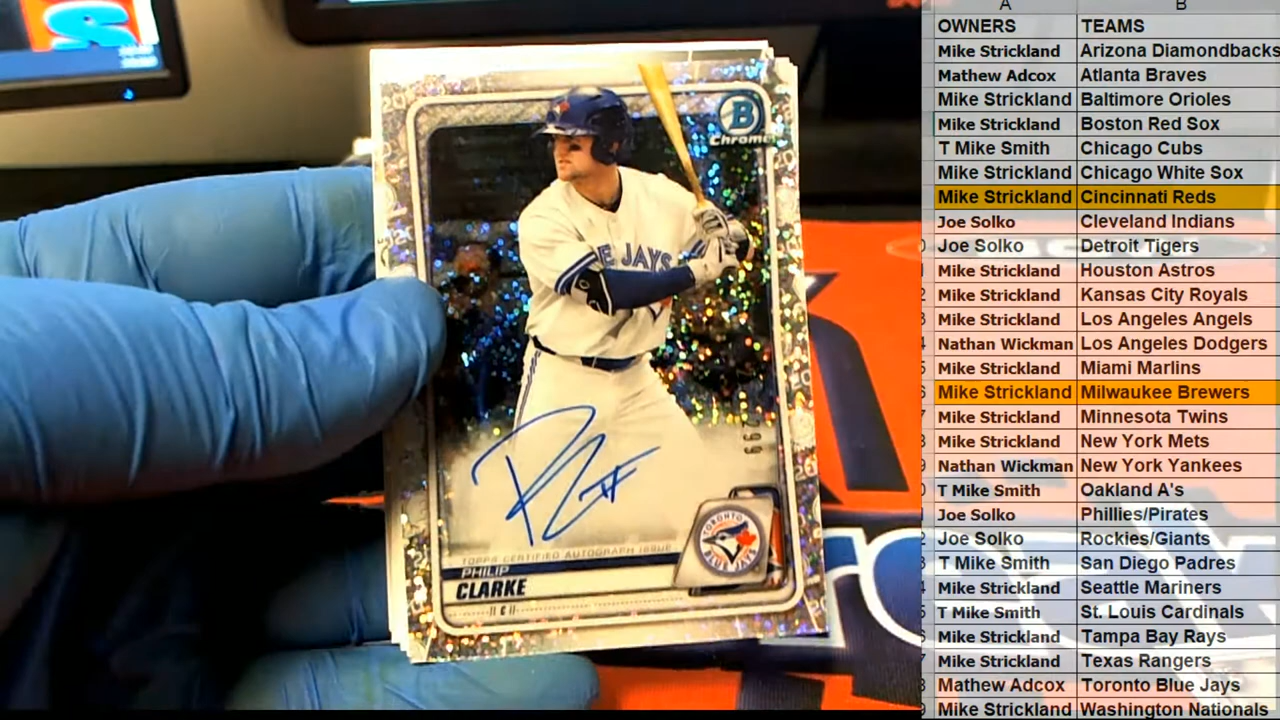 B
Chrome
E JAYS
299
TOPPS CERTIFIED AUTOGRAPH ISSUE
PHILIP
CLARKE
C
TORONTO
BLUE JAYS
A B
OWNERS TEAMS
Mike Strickland Arizona Diamondbacks
Mathew Adcox Atlanta Braves
Mike Strickland Baltimore Orioles
Mike Strickland Boston Red Sox
T Mike Smith Chicago Cubs
Mike Strickland Chicago White Sox
Mike Strickland Cincinnati Reds
Joe Solko Cleveland Indians
Joe Solko Detroit Tigers
Mike Strickland Houston Astros
Mike Strickland Kansas City Royals
Mike Strickland Los Angeles Angels
Nathan Wickman Los Angeles Dodgers
Mike Strickland Miami Marlins
Mike Strickland Milwaukee Brewers
Mike Strickland Minnesota Twins
Mike Strickland New York Mets
Nathan Wickman New York Yankees
T Mike Smith Oakland A's
Joe Solko Phillies/Pirates
Joe Solko Rockies/Giants
T Mike Smith San Diego Padres
Mike Strickland Seattle Mariners
T Mike Smith St. Louis Cardinals
Mike Strickland Tampa Bay Rays
Mike Strickland Texas Rangers
Mathew Adcox Toronto Blue Jays
Mike Strickland Washington Nationals